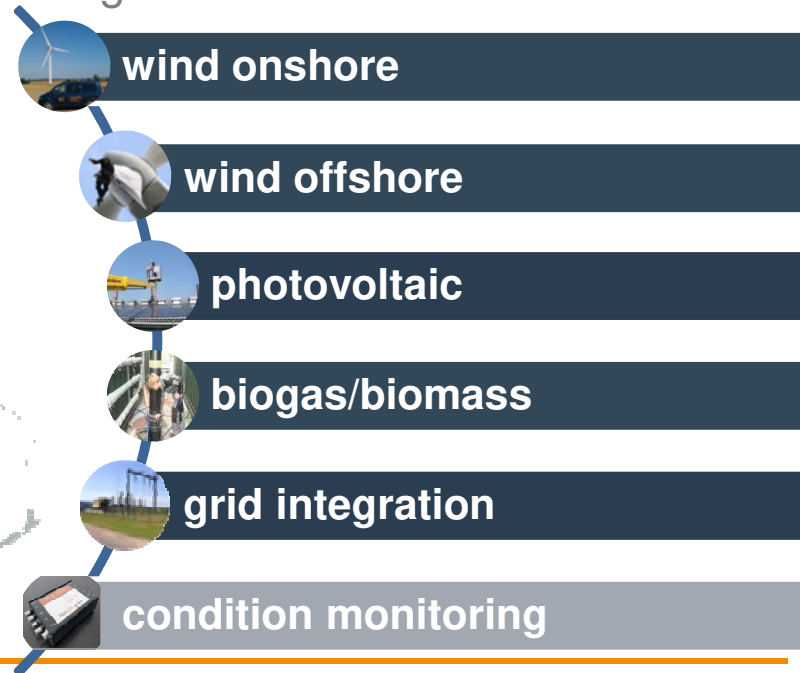 wind onshore
wind offshore
photovoltaic
biogas/biomass
grid integration
condition monitoring